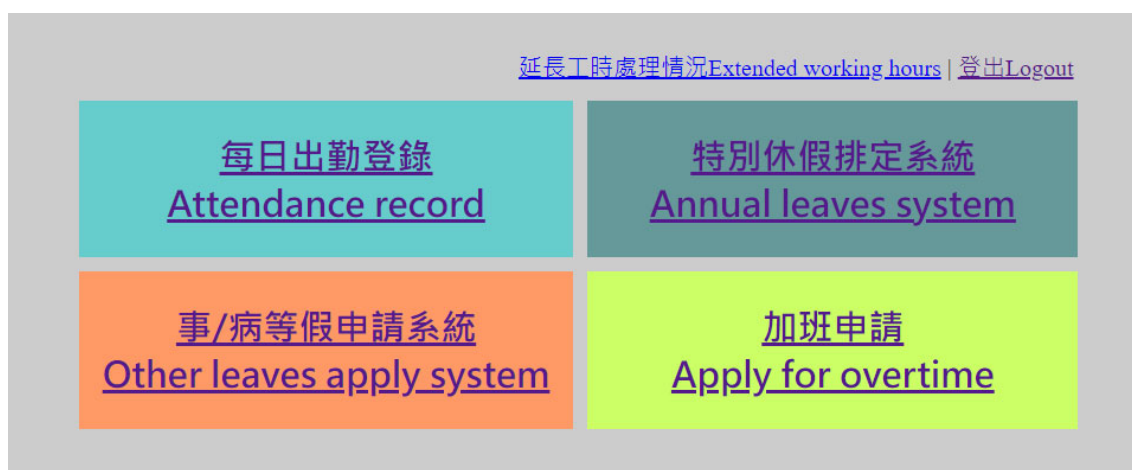 延長工時處理情況Extended working hours | 登出Logout
每日出勤登錄
Attendance record
特別休假排定系統
Annual leaves system
事/病等假申請系統
Other leaves apply system
加班申請
Apply for overtime